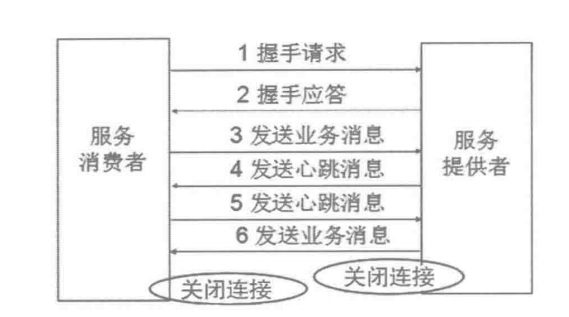 1 握手请求
2 握手应答
服务
消费者
3 发送业务消息
服务
提供者
4 发送心跳消息
5 发送心跳消息
6 发送业务消息
关闭连接
关闭连接